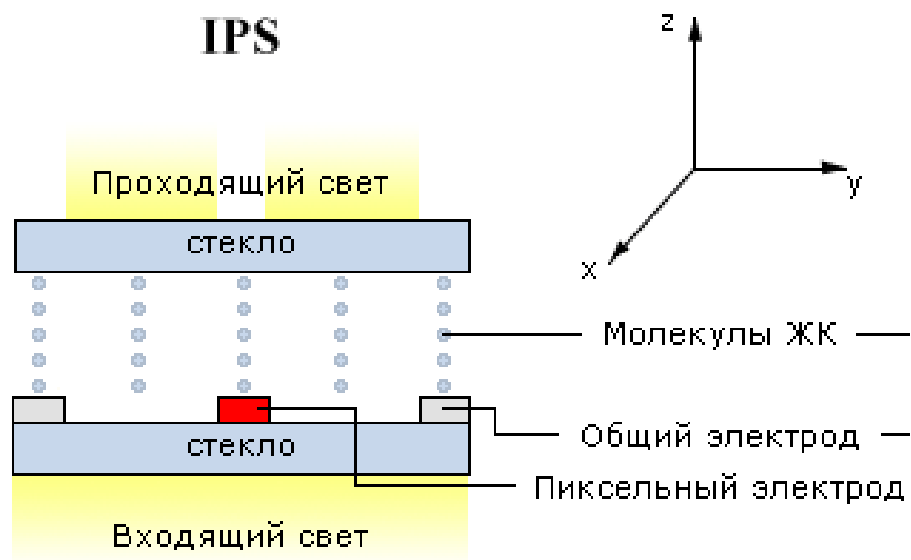 IPS
z
y
x
Проходящий свет
стекло
Молекулы ЖК
Общий электрод
стекло
Пиксельный электрод
Входящий свет